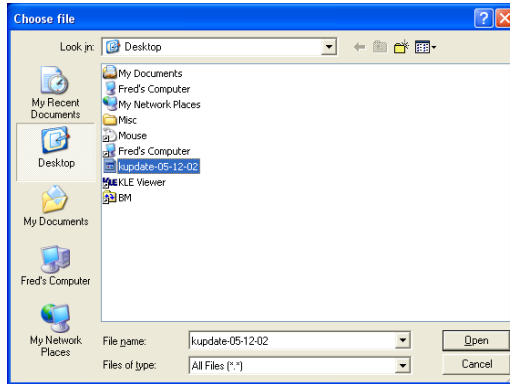 Choose file
Look in: Desktop
My Recent
Documents
Desktop
My Documents
Fred's Computer
My Network
Places
My Documents
Fred's Computer
My Network Places
Misc
Mouse
Fred's Computer
kupdate-05-12-02
KLE Viewer
BM
File name: kupdate-05-12-02 Open
Files of type: All Files (*.*) Cancel